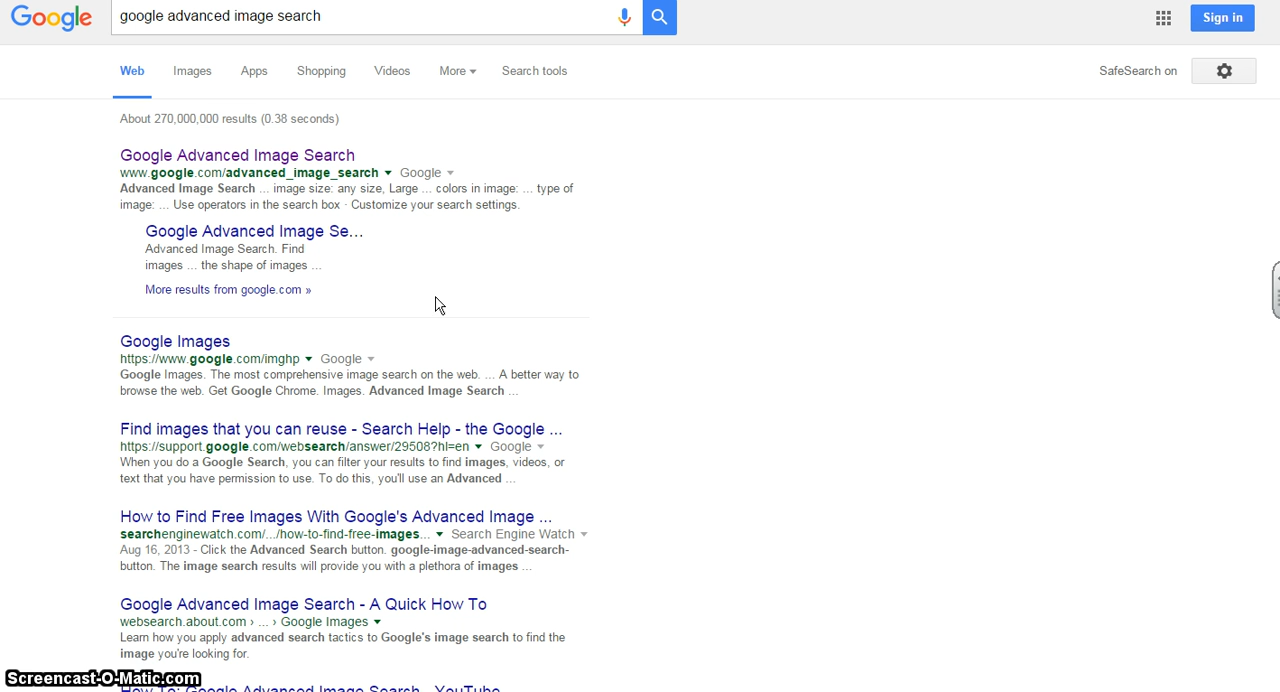 Google
google advanced image search
Sign in
Web Images Apps Shopping Videos More Search tools
SafeSearch on
About 270,000,000 results (0.38 seconds)
Google Advanced Image Search
www.google.com/advanced_image_search Google
Advanced Image Search ... image size: any size, Large ... colors in image: ... type of
image: ... Use operators in the search box · Customize your search settings.
Google Advanced Image Se...
Advanced Image Search. Find
images ... the shape of images ...
More results from google.com »
Google Images
https://www.google.com/imghp Google
Google Images. The most comprehensive image search on the web. ... A better way to
browse the web. Get Google Chrome. Images. Advanced Image Search ...
Find images that you can reuse - Search Help - the Google ...
https://support.google.com/websearch/answer/29508?hl=en Google
When you do a Google Search, you can filter your results to find images, videos, or
text that you have permission to use. To do this, you'll use an Advanced ...
How to Find Free Images With Google's Advanced Image ...
searchenginewatch.com/.../how-to-find-free-images... Search Engine Watch
Aug 16, 2013 - Click the Advanced Search button. google-image-advanced-search-
button. The image search results will provide you with a plethora of images ...
Google Advanced Image Search - A Quick How To
websearch.about.com › ... › Google Images
Learn how you apply advanced search tactics to Google's image search to find the
image you're looking for.
Screencast-O-Matic.com
How To: Google Advanced Image Search - YouTube